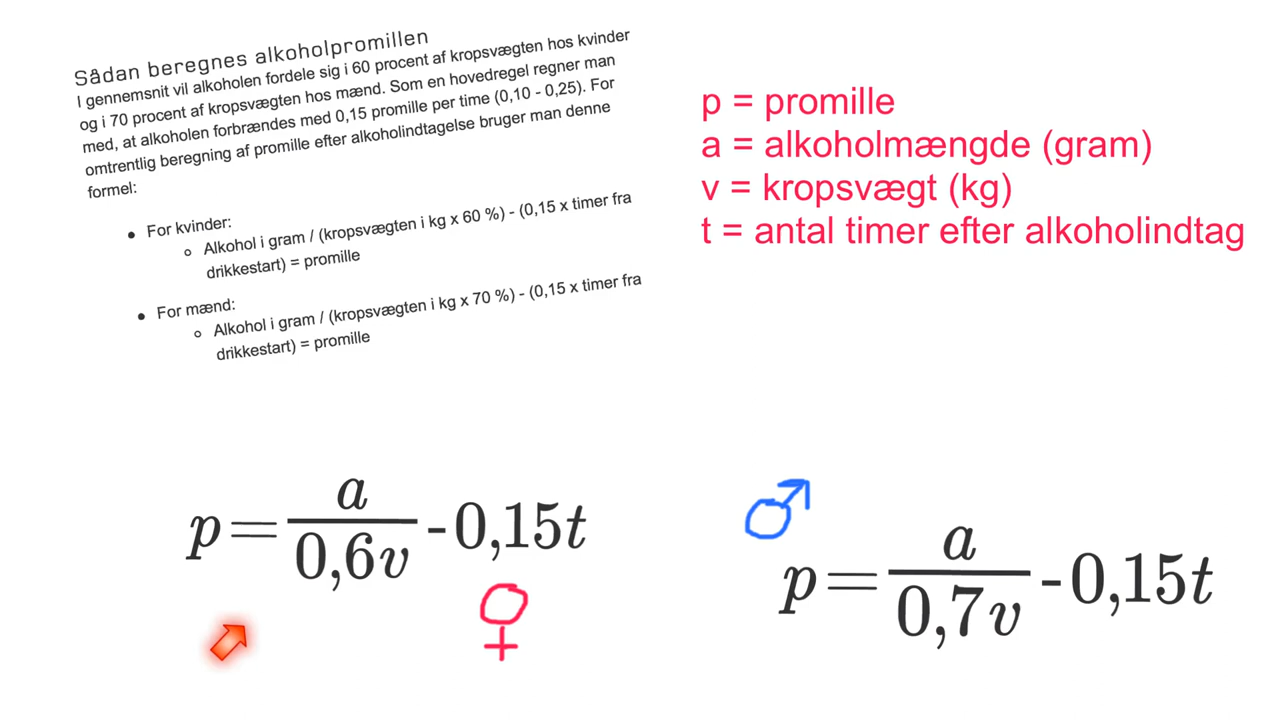 Sådan beregnes alkoholpromillen
I gennemsnit vil alkoholen fordele sig i 60 procent af kropsvægten hos kvinder
og i 70 procent af kropsvægten hos mænd. Som en hovedregel regner man
med, at alkoholen forbrændes med 0,15 promille per time (0,10 - 0,25). For
omtrentlig beregning af promille efter alkoholindtagelse bruger man denne
formel:
• For kvinder:
o Alkohol i gram / (kropsvægten i kg x 60 %) - (0,15 x timer fra
drikkestart) = promille
• For mænd:
o Alkohol i gram / (kropsvægten i kg x 70 %) - (0,15 x timer fra
drikkestart) = promille
p = promille
a = alkoholmængde (gram)
v = kropsvægt (kg)
t = antal timer efter alkoholindtag
p = a / 0,6v - 0,15t
♀
♂
p = a / 0,7v - 0,15t